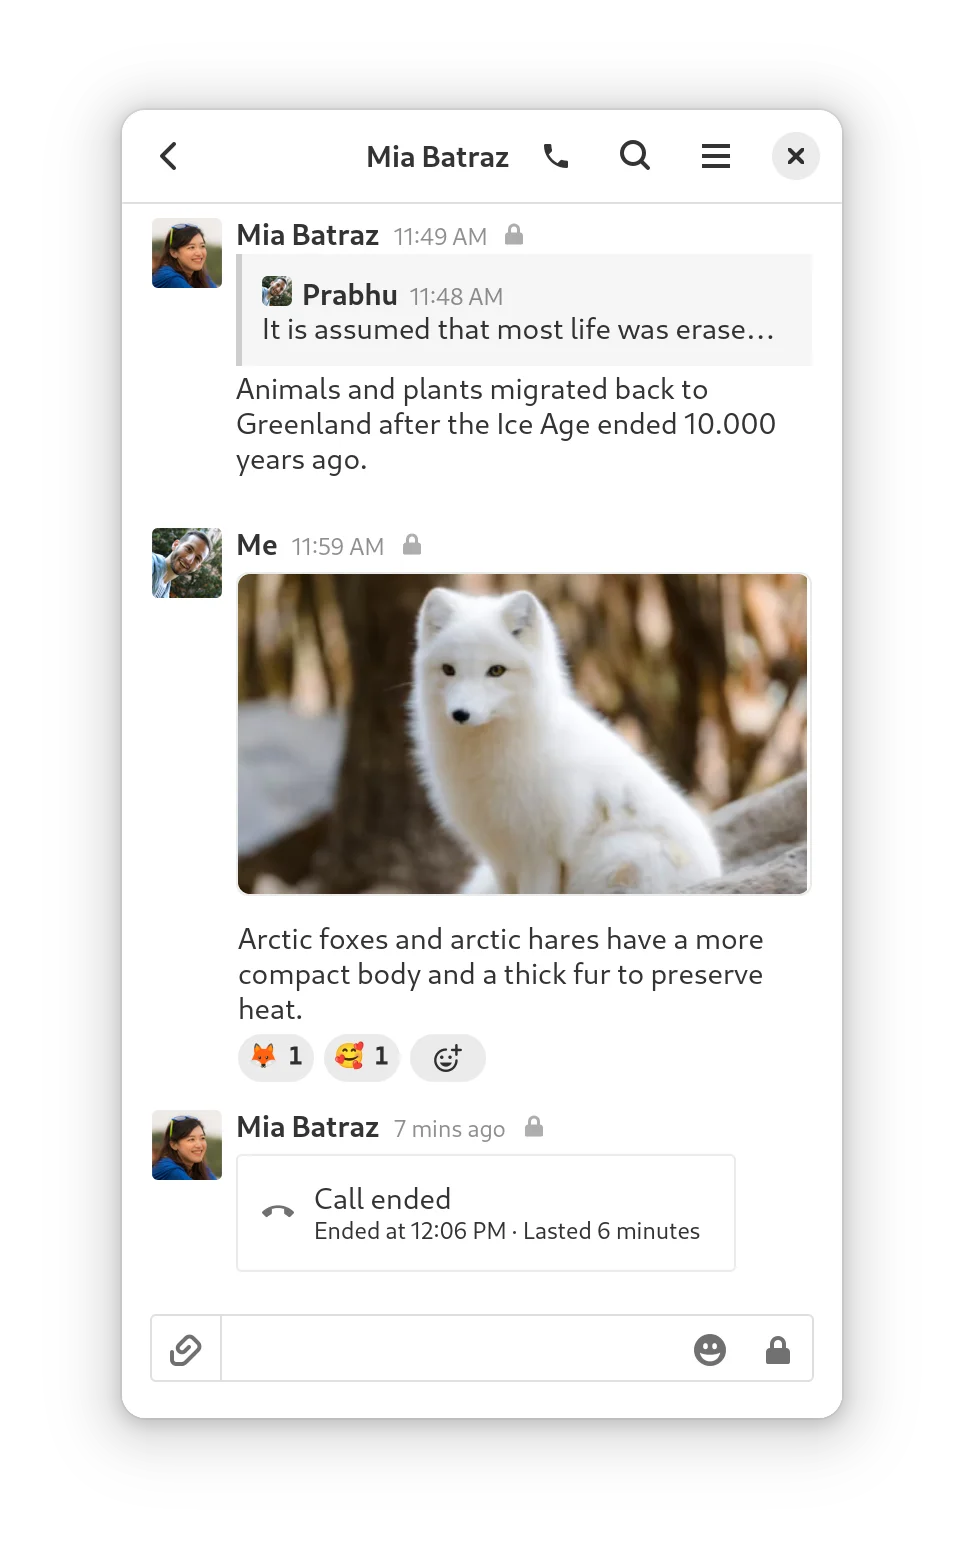 Mia Batraz
Mia Batraz 11:49 AM
Prabhu 11:48 AM
It is assumed that most life was erase…
Animals and plants migrated back to
Greenland after the Ice Age ended 10.000
years ago.
Me 11:59 AM
Arctic foxes and arctic hares have a more
compact body and a thick fur to preserve
heat.
🦊 1 🥰 1
Mia Batraz 7 mins ago
Call ended
Ended at 12:06 PM · Lasted 6 minutes